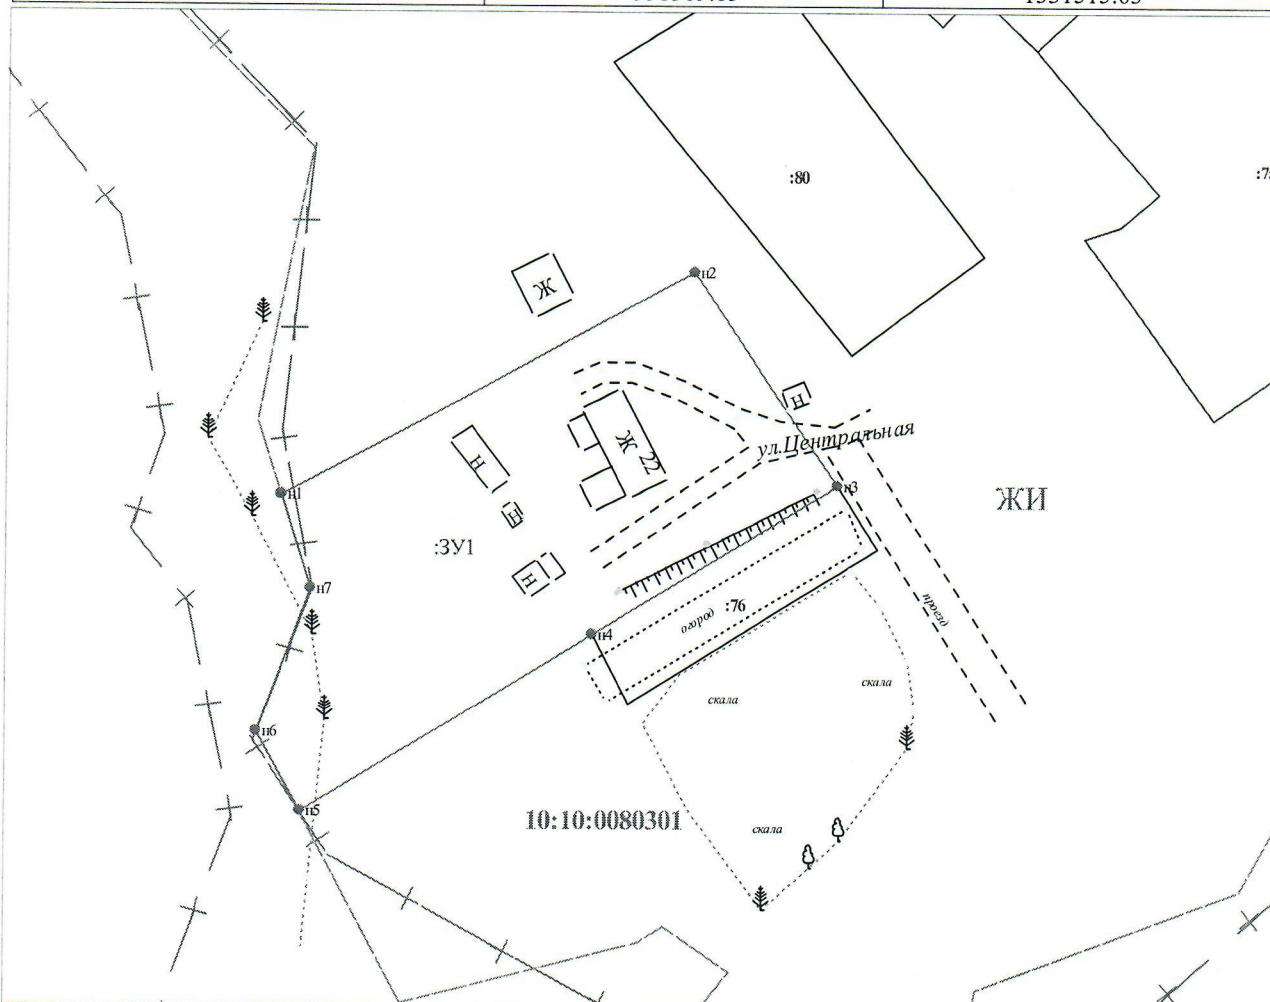 :80
н2
Ж
н
ул.Центральная
Ж 22
н
н3
н1
ЖИ
н
:ЗУ1
н
н7
:76
огород
проезд
н4
скала
скала
н6
н5
10:10:0080301
скала